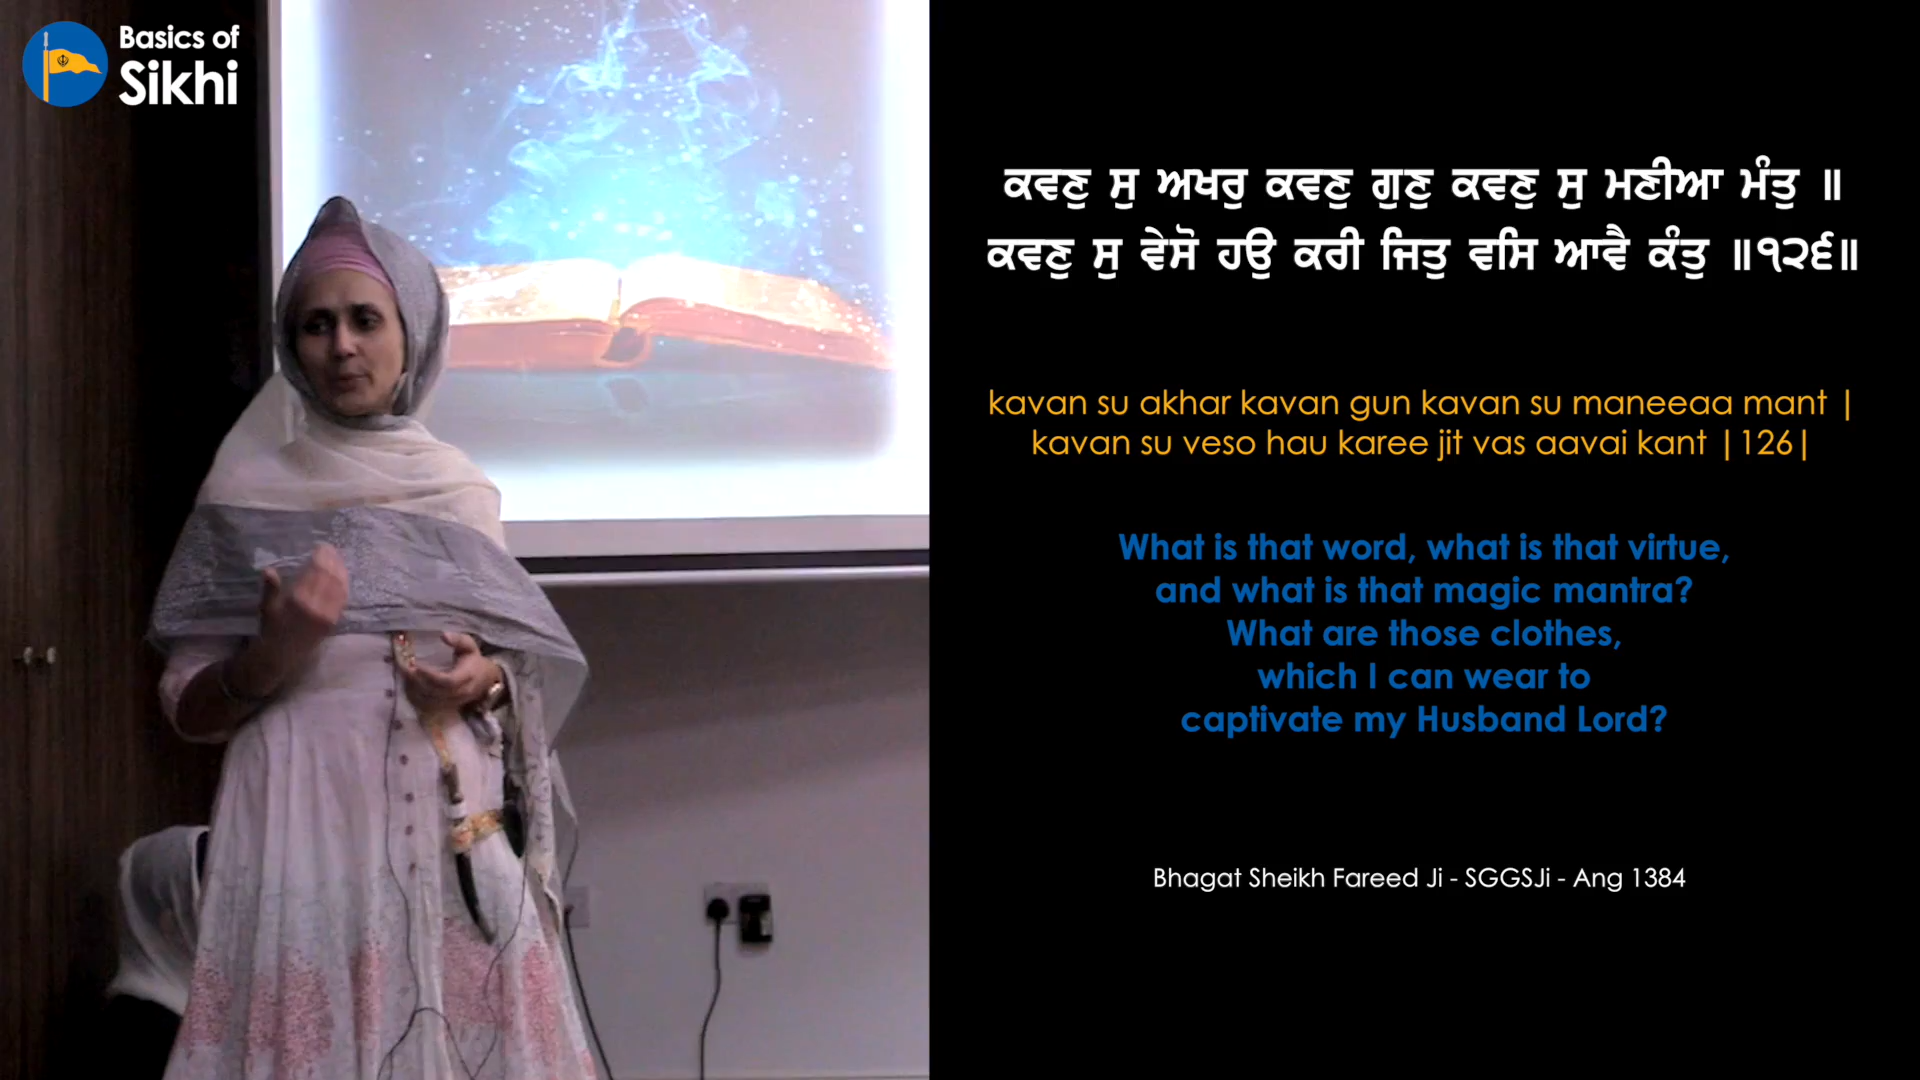 Basics of
Sikhi
ਕਵਣੁ ਸੁ ਅਖਰੁ ਕਵਣੁ ਗੁਣੁ ਕਵਣੁ ਸੁ ਮਣੀਆ ਮੰਤੁ ॥
ਕਵਣੁ ਸੁ ਵੇਸੋ ਹਉ ਕਰੀ ਜਿਤੁ ਵਸਿ ਆਵੈ ਕੰਤੁ ॥੧੨੬॥
kavan su akhar kavan gun kavan su maneeaa mant |
kavan su veso hau karee jit vas aavai kant |126|
What is that word, what is that virtue,
and what is that magic mantra?
What are those clothes,
which I can wear to
captivate my Husband Lord?
Bhagat Sheikh Fareed Ji - SGGSJi - Ang 1384